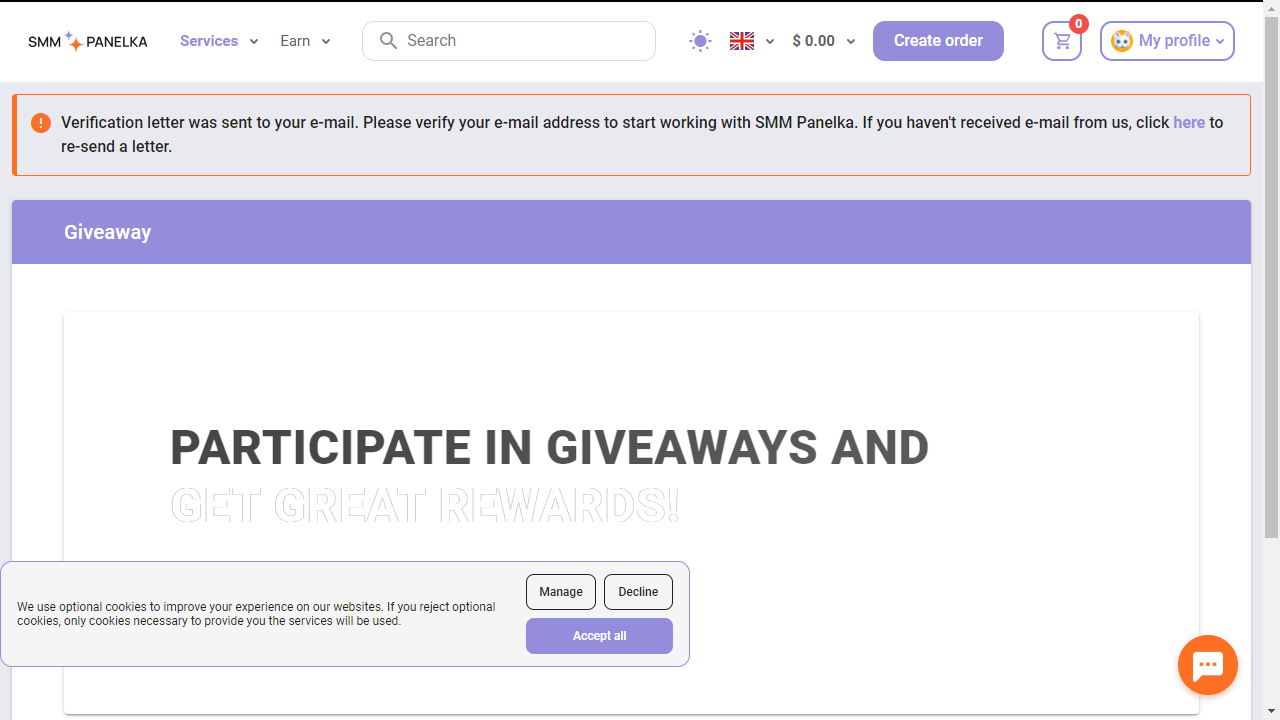 SMM PANELKA Services Earn Search $ 0.00 Create order 0 My profile
Verification letter was sent to your e-mail. Please verify your e-mail address to start working with SMM Panelka. If you haven't received e-mail from us, click here to
re-send a letter.
Giveaway
PARTICIPATE IN GIVEAWAYS AND
GET GREAT REWARDS!
We use optional cookies to improve your experience on our websites. If you reject optional
cookies, only cookies necessary to provide you the services will be used.
Manage Decline
Accept all